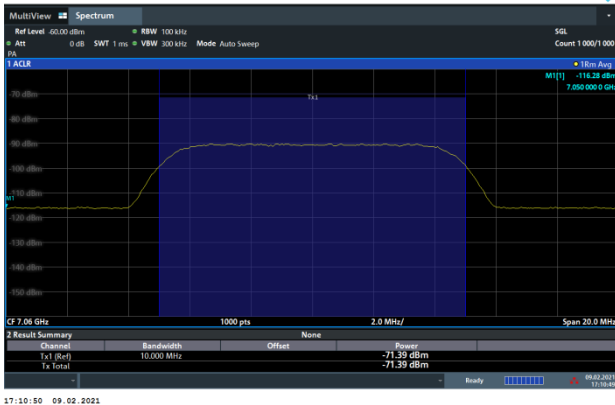 MultiView Spectrum
Ref Level -60.00 dBm RBW 100 kHz SGL
Att 0 dB SWT 1 ms VBW 300 kHz Mode Auto Sweep Count 1000/1000
PA
1 ACLR 1Rm Avg
M1[1] -116.28 dBm
7.050 000 0 GHz
-70 dBm
Tx1
-80 dBm
-90 dBm
-100 dBm
-110 dBm
M1
-120 dBm
-130 dBm
-140 dBm
-150 dBm
CF 7.06 GHz 1000 pts 2.0 MHz/ Span 20.0 MHz
2 Result Summary None
Channel Bandwidth Offset Power
Tx1 (Ref) 10.000 MHz -71.39 dBm
Tx Total -71.39 dBm
Ready 09.02.2021
17:10:49
17:10:50 09.02.2021